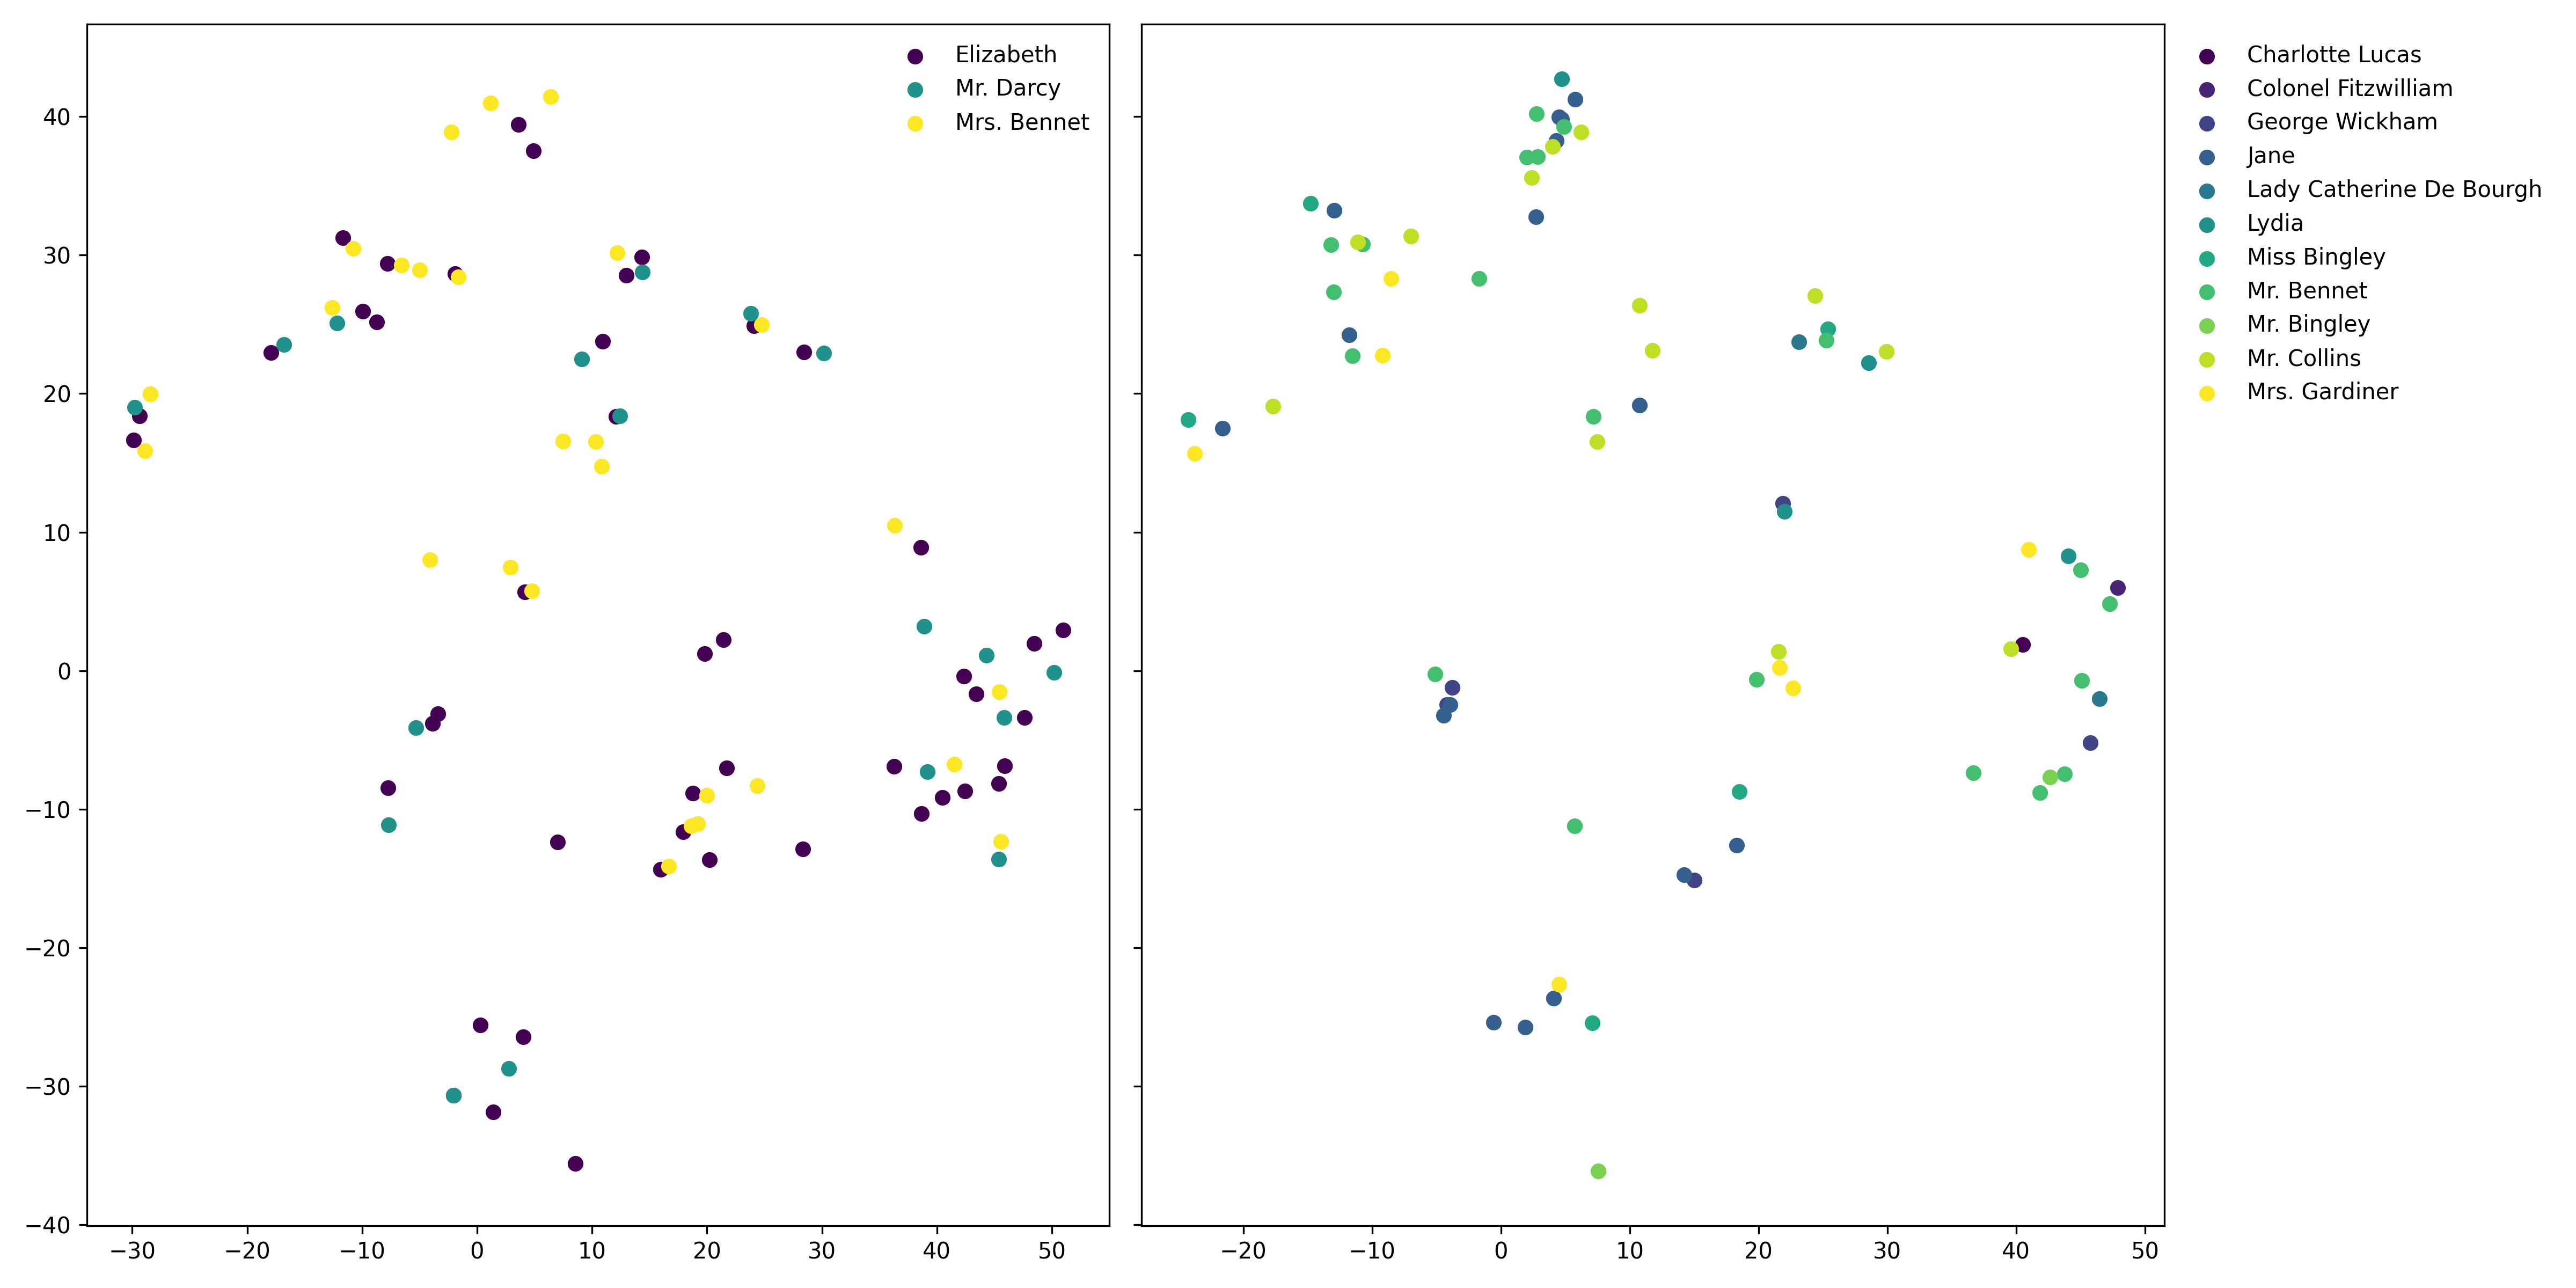 Elizabeth
Mr. Darcy
Mrs. Bennet
40
30
20
10
0
−10
−20
−30
−40
−30 −20 −10 0 10 20 30 40 50
−20 −10 0 10 20 30 40 50
Charlotte Lucas
Colonel Fitzwilliam
George Wickham
Jane
Lady Catherine De Bourgh
Lydia
Miss Bingley
Mr. Bennet
Mr. Bingley
Mr. Collins
Mrs. Gardiner